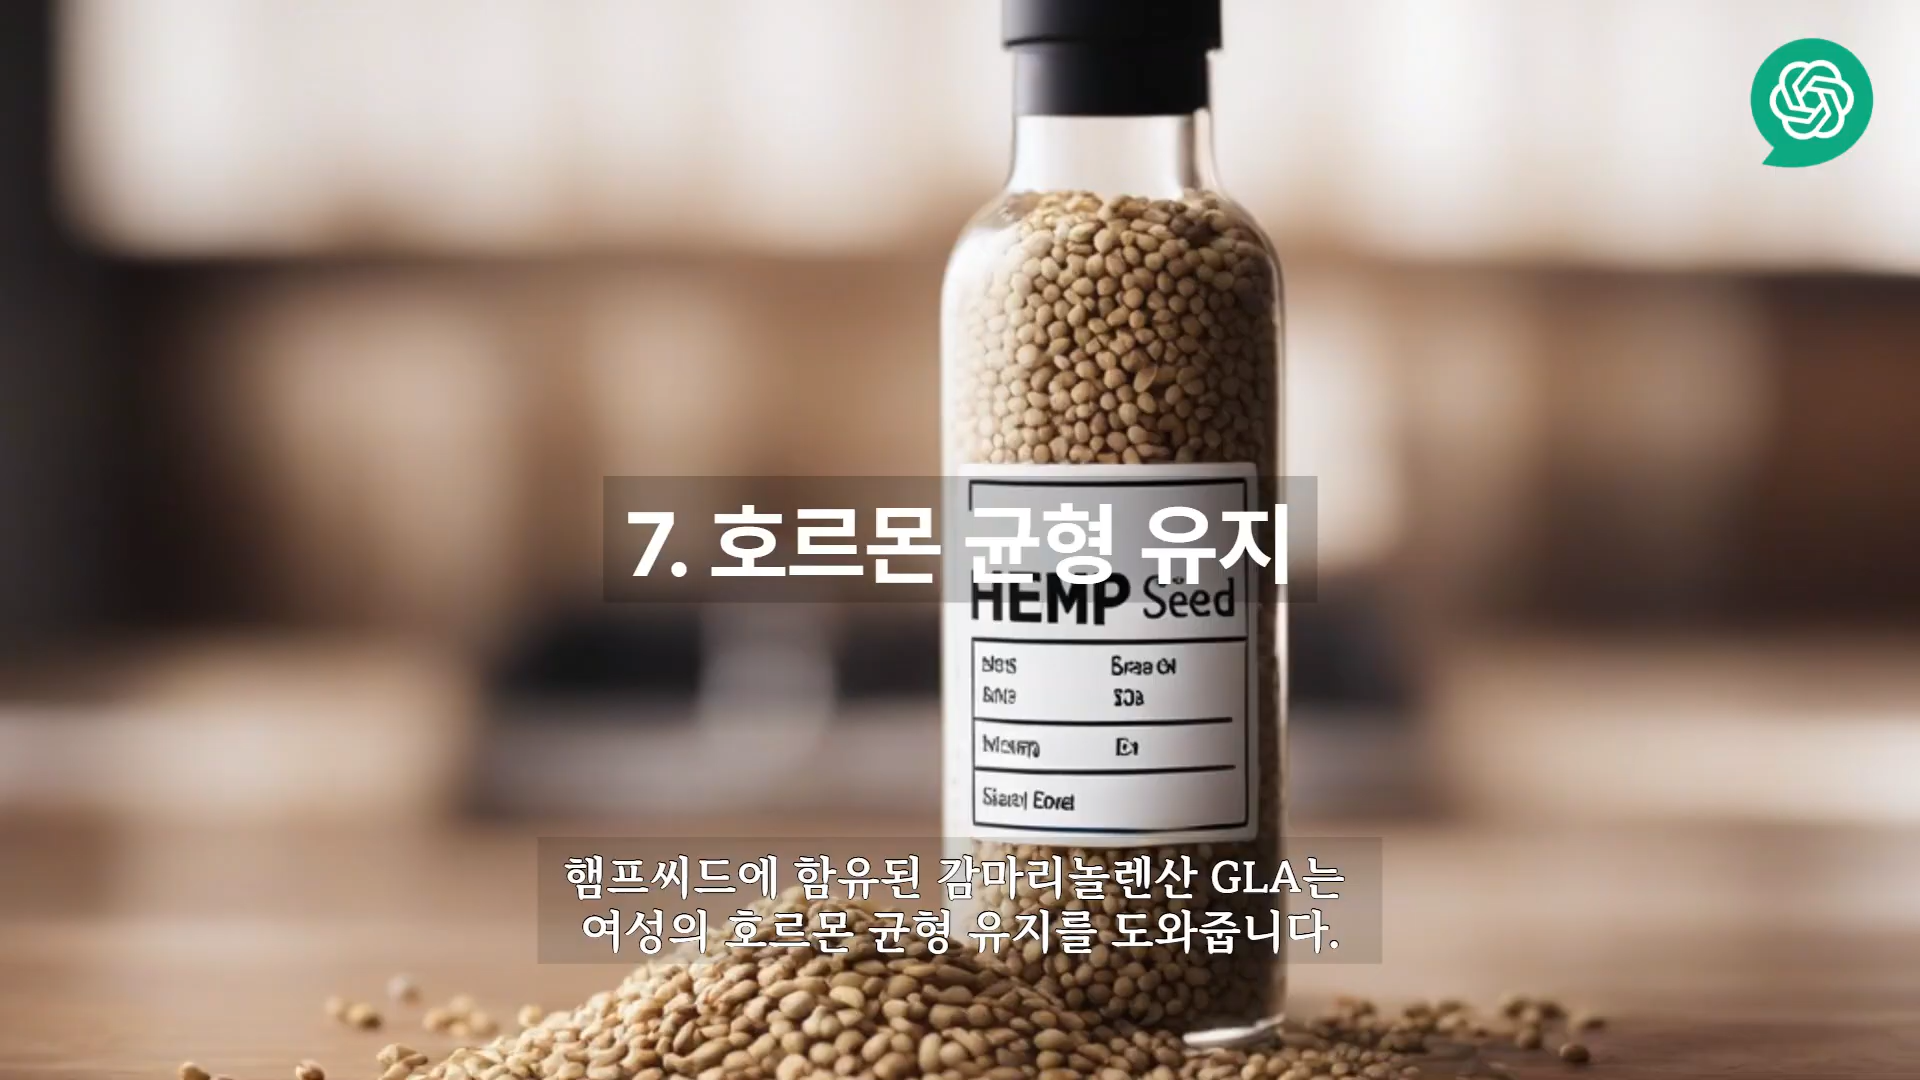 7. 호르몬 균형 유지
HEMP Seed
햄프씨드에 함유된 감마리놀렌산 GLA는
여성의 호르몬 균형 유지를 도와줍니다.